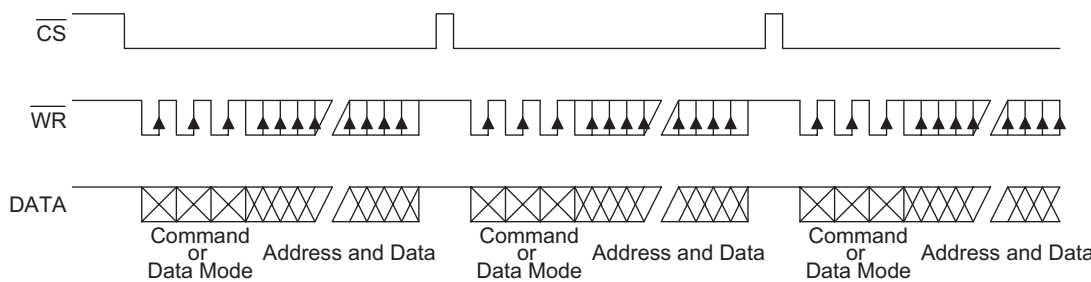 CS
WR
DATA
Command
or
Data Mode
Address and Data
Command
or
Data Mode
Address and Data
Command
or
Data Mode
Address and Data